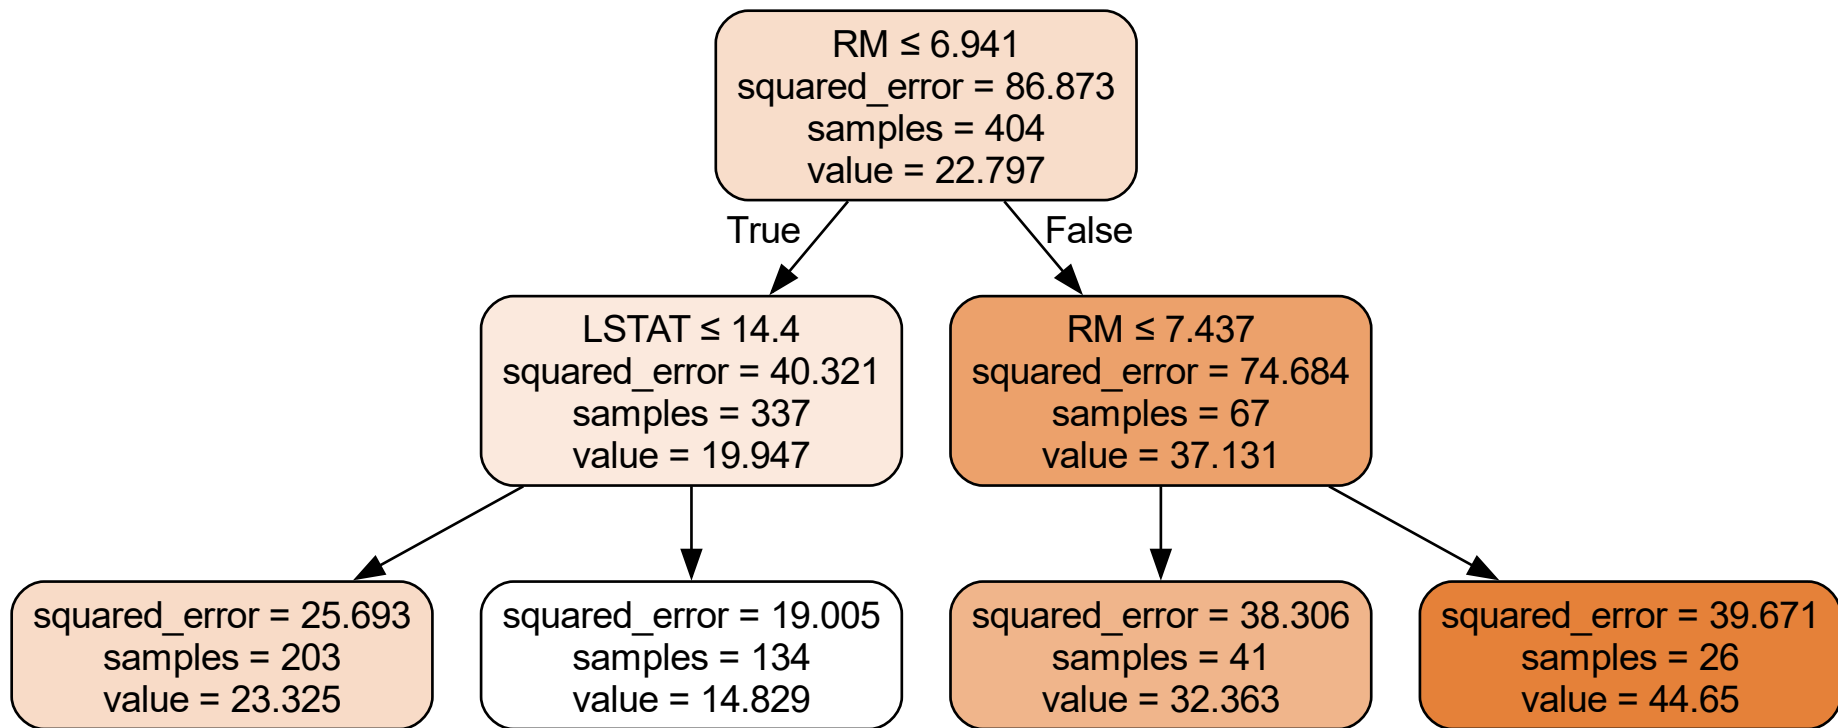 RM ≤ 6.941
squared_error = 86.873
samples = 404
value = 22.797
True
False
LSTAT ≤ 14.4
squared_error = 40.321
samples = 337
value = 19.947
RM ≤ 7.437
squared_error = 74.684
samples = 67
value = 37.131
squared_error = 25.693
samples = 203
value = 23.325
squared_error = 19.005
samples = 134
value = 14.829
squared_error = 38.306
samples = 41
value = 32.363
squared_error = 39.671
samples = 26
value = 44.65